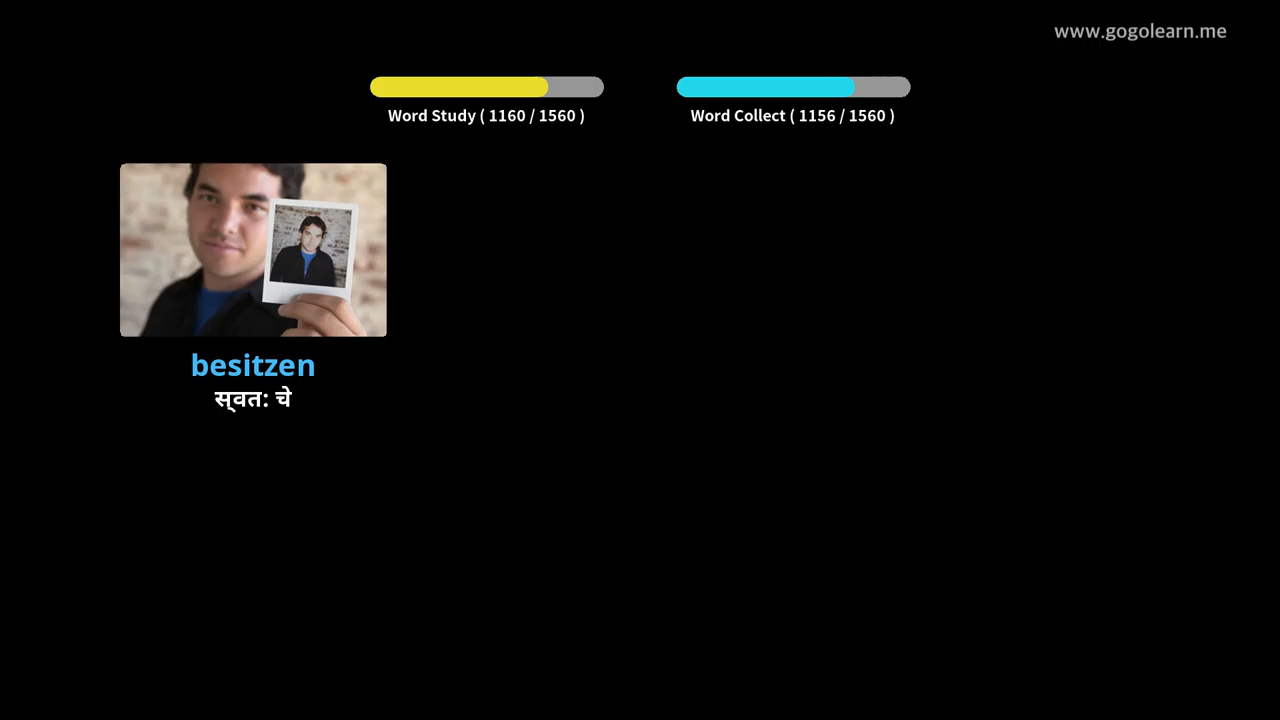 www.gogolearn.me
Word Study ( 1160 / 1560 )
Word Collect ( 1156 / 1560 )
besitzen
स्वत: चे